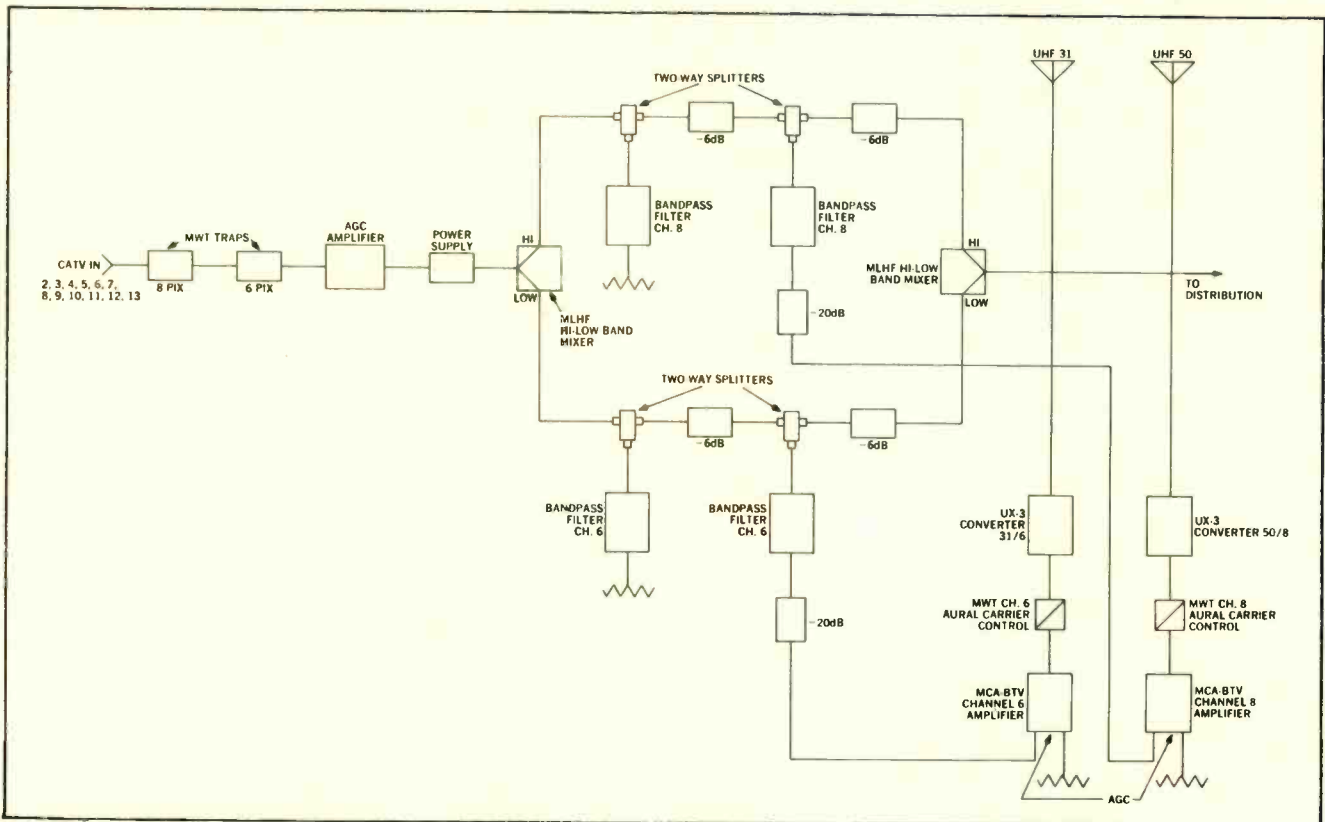 UHF 31
UHF 50
TWO-WAY SPLITTERS
-6dB
-6dB
BANDPASS
FILTER
CH. 8
BANDPASS
FILTER
CH. 8
MWT TRAPS
AGC
AMPLIFIER
POWER
SUPPLY
HI
LOW
CATV IN
2, 3, 4, 5, 6, 7,
8, 9, 10, 11, 12, 13
8 PIX
6 PIX
MLHF
HI-LOW BAND
MIXER
HI
MLHF HI-LOW
BAND MIXER
LOW
TO
DISTRIBUTION
-20dB
TWO WAY SPLITTERS
-6dB
-6dB
BANDPASS
FILTER
CH. 6
BANDPASS
FILTER
CH. 6
-20dB
UX-3
CONVERTER
31/6
UX-3
CONVERTER 50/8
MWT CH. 6
AURAL CARRIER
CONTROL
MWT CH. 8
AURAL CARRIER
CONTROL
MCA-BTV
CHANNEL 6
AMPLIFIER
MCA-BTV
CHANNEL 8
AMPLIFIER
AGC